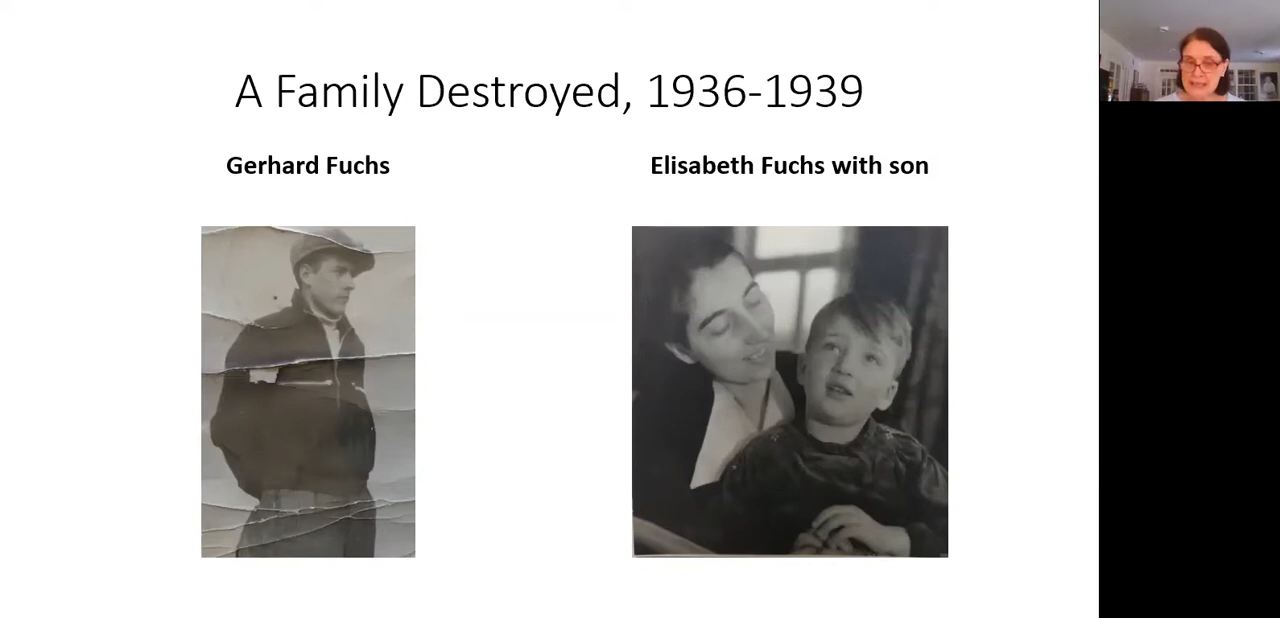 A Family Destroyed, 1936-1939
Gerhard Fuchs
Elisabeth Fuchs with son